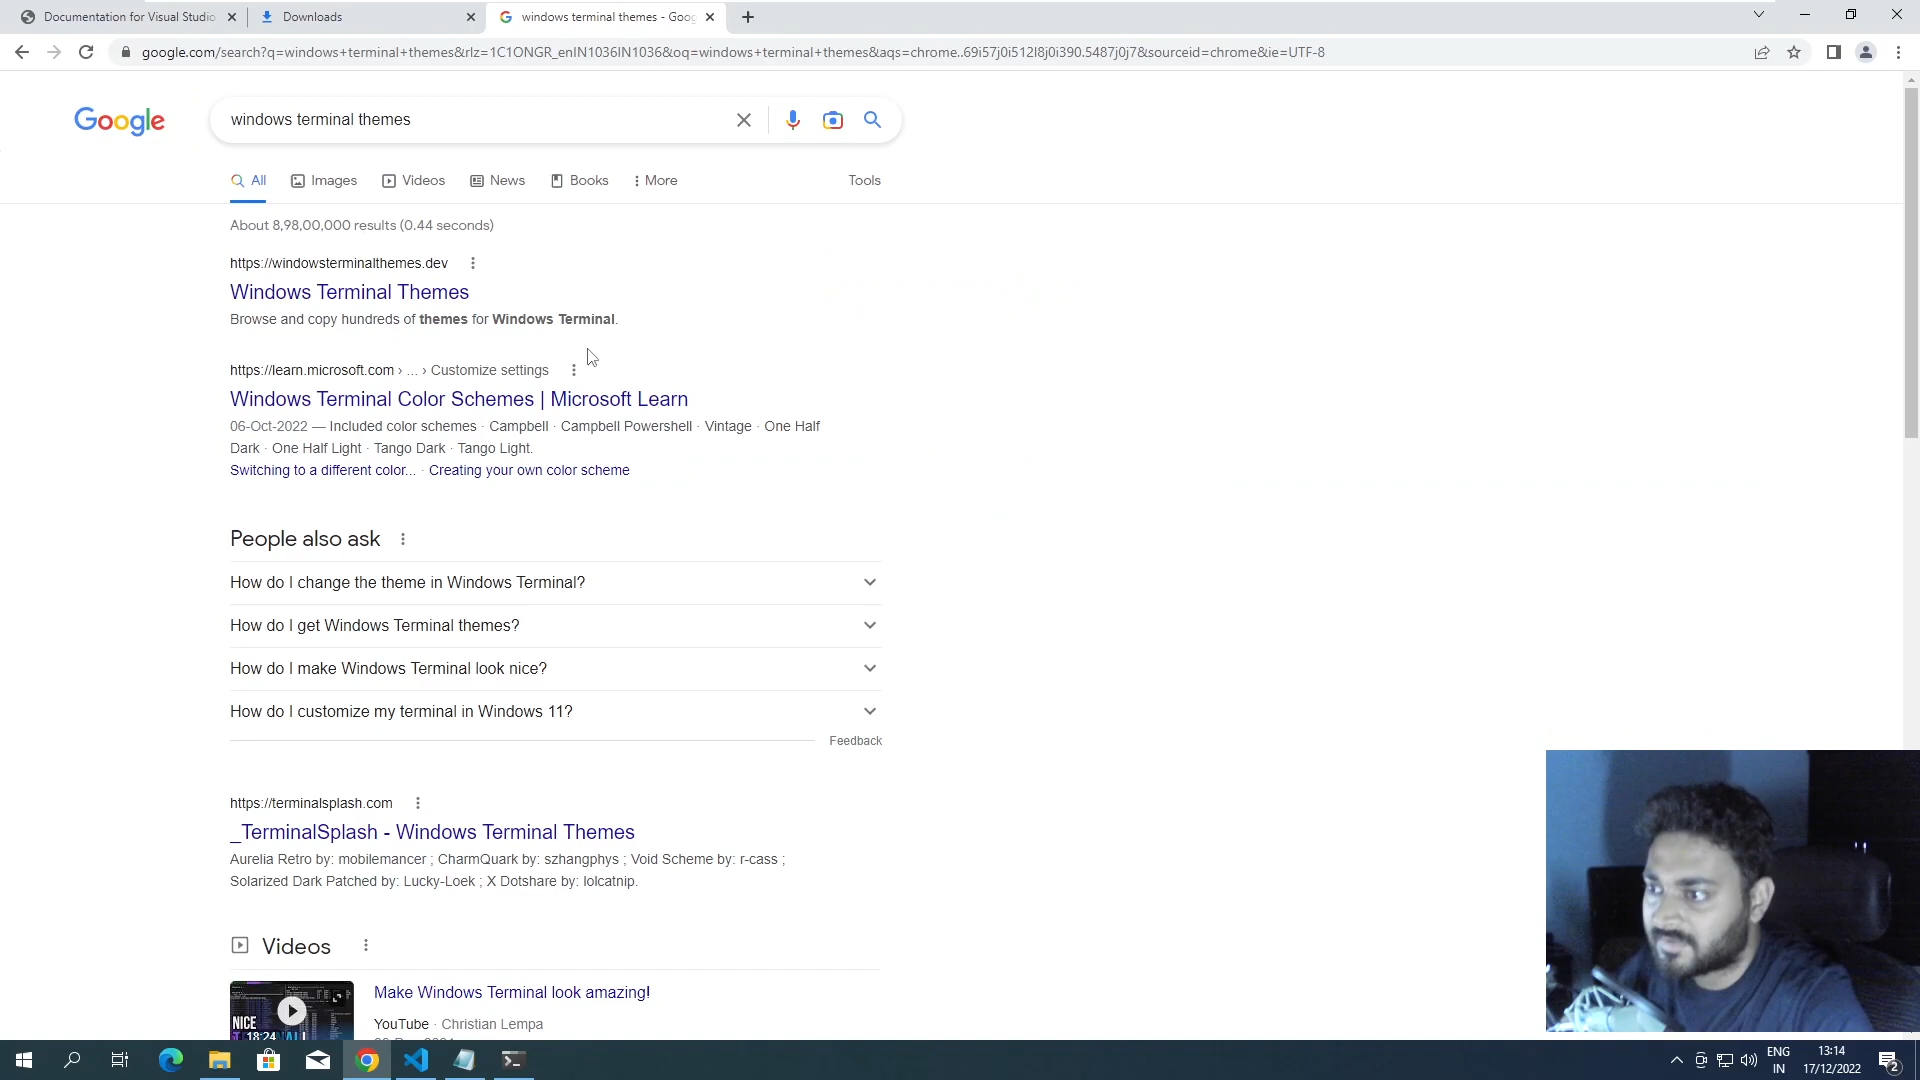 Documentation for Visual Studio
Downloads
windows terminal themes - Goog
google.com/search?q=windows+terminal+themes&rlz=1C1ONGR_enIN1036IN1036&oq=windows+terminal+themes&aqs=chrome..69i57j0i512l8j0i390.5487j0j7&sourceid=chrome&ie=UTF-8
Google
windows terminal themes
All
Images
Videos
News
Books
More
Tools
About 8,98,00,000 results (0.44 seconds)
https://windowsterminalthemes.dev
Windows Terminal Themes
Browse and copy hundreds of themes for Windows Terminal.
https://learn.microsoft.com › ... › Customize settings
Windows Terminal Color Schemes | Microsoft Learn
06-Oct-2022 — Included color schemes · Campbell · Campbell Powershell · Vintage · One Half
Dark · One Half Light · Tango Dark · Tango Light.
Switching to a different color... · Creating your own color scheme
People also ask
How do I change the theme in Windows Terminal?
How do I get Windows Terminal themes?
How do I make Windows Terminal look nice?
How do I customize my terminal in Windows 11?
Feedback
https://terminalsplash.com
_TerminalSplash - Windows Terminal Themes
Aurelia Retro by: mobilemancer ; CharmQuark by: szhangphys ; Void Scheme by: r-cass ;
Solarized Dark Patched by: Lucky-Loek ; X Dotshare by: lolcatnip.
Videos
Make Windows Terminal look amazing!
NICE
YouTube · Christian Lempa
18:24
ENG
IN
13:14
17/12/2022
2